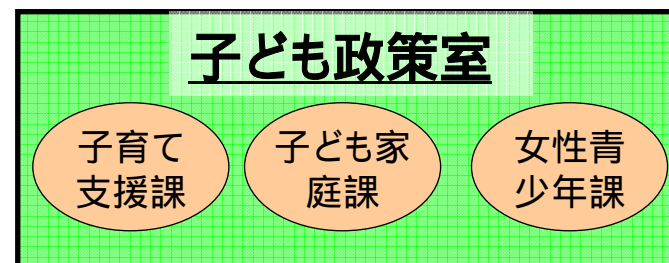 子ども政策室
子育て
支援課
子ども家
庭課
女性青
少年課